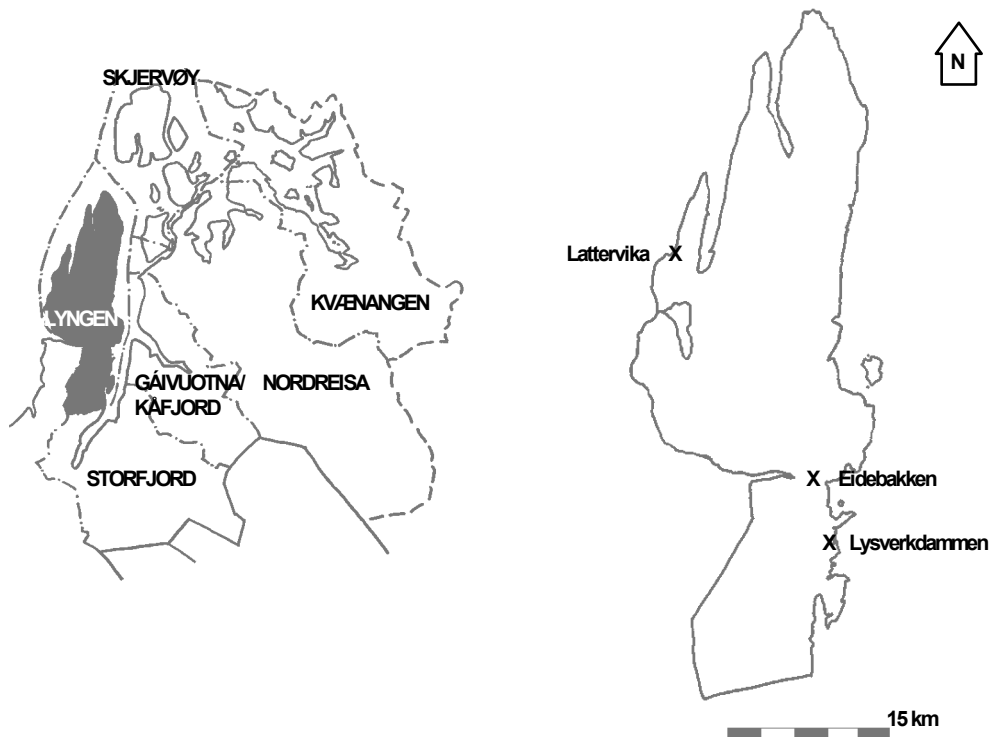 SKJERVØY
LYNGEN
KVÆNANGEN
GÁIVUOTNA/
KÅFJORD
NORDREISA
STORFJORD
N
Lattervika X
X Eidebakken
X Lysverkdammen
15 km